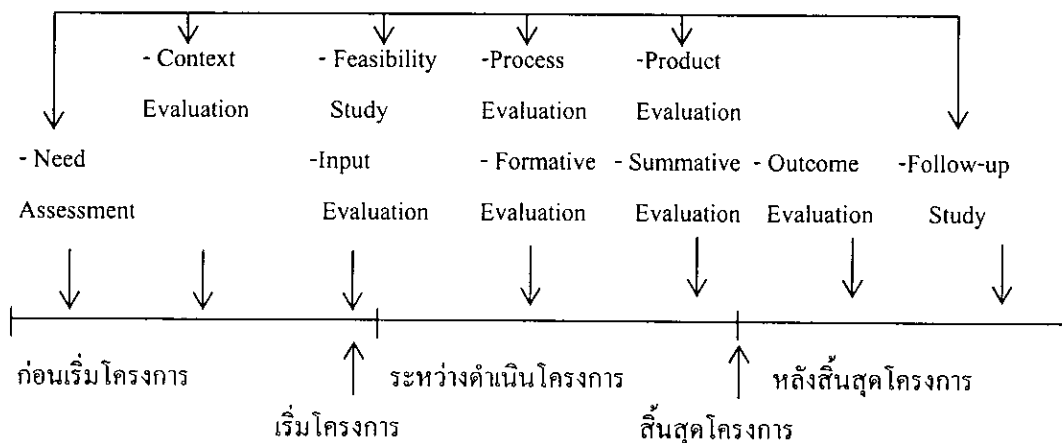 - Context
Evaluation
- Feasibility
Study
-Process
Evaluation
-Product
Evaluation
- Need
Assessment
-Input
Evaluation
- Formative
Evaluation
- Summative
Evaluation
- Outcome
Evaluation
-Follow-up
Study
ก่อนเริ่มโครงการ
ระหว่างดำเนินโครงการ
หลังสิ้นสุดโครงการ
เริ่มโครงการ
สิ้นสุดโครงการ